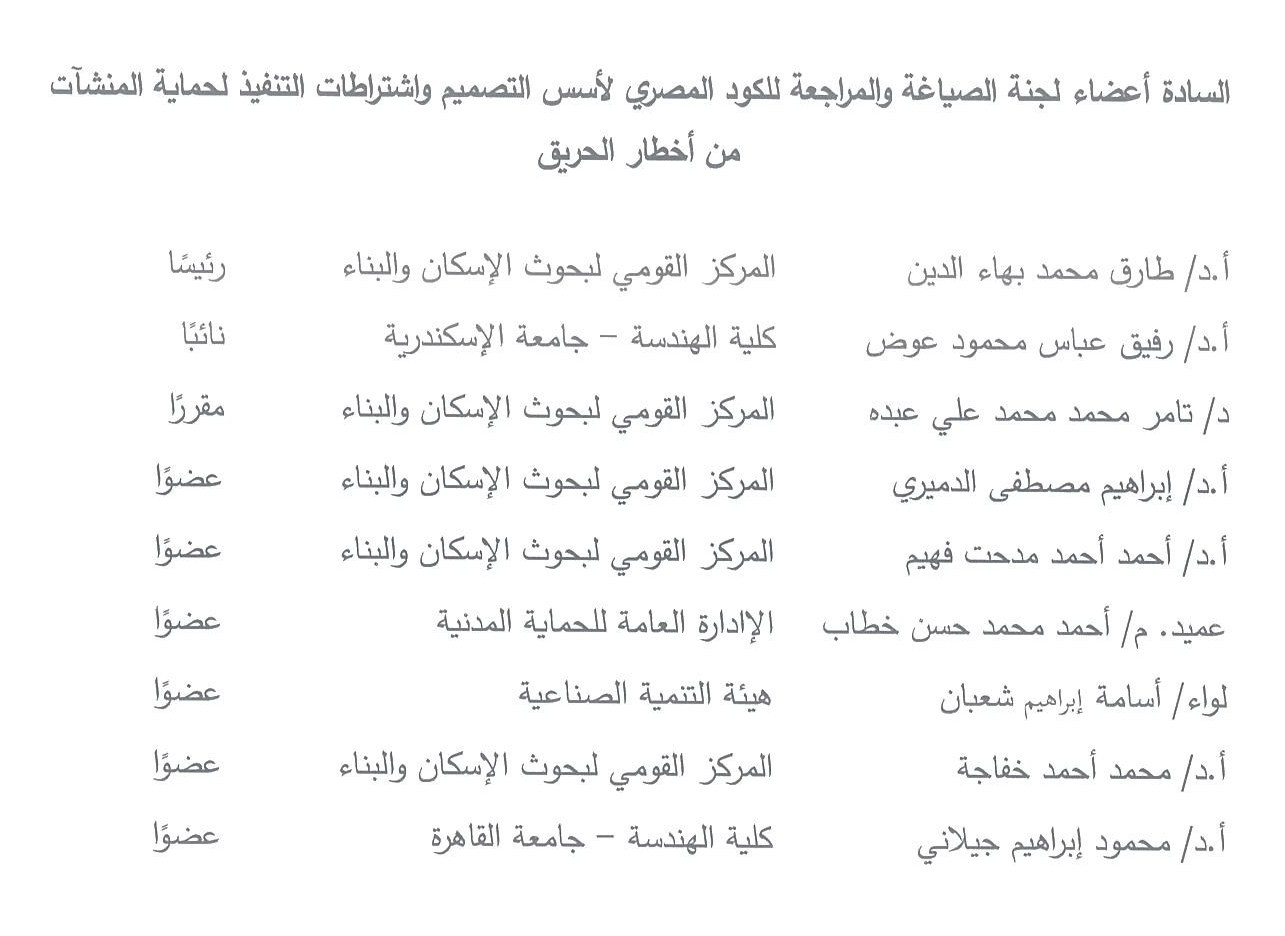 السادة أعضاء لجنة الصياغة والمراجعة للكود المصري لأسس التصميم واشتراطات التنفيذ لحماية المنشآت
من أخطار الحريق
أ.د/ طارق محمد بهاء الدين المركز القومي لبحوث الإسكان والبناء رئيسًا
أ.د/ رفيق عباس محمود عوض كلية الهندسة – جامعة الإسكندرية نائبًا
د/ تامر محمد محمد علي عبده المركز القومي لبحوث الإسكان والبناء مقررًا
أ.د/ إبراهيم مصطفى الدميري المركز القومي لبحوث الإسكان والبناء عضوًا
أ.د/ أحمد أحمد مدحت فهيم المركز القومي لبحوث الإسكان والبناء عضوًا
عميد. م/ أحمد محمد حسن خطاب الإادارة العامة للحماية المدنية عضوًا
لواء/ أسامة إبراهيم شعبان هيئة التنمية الصناعية عضوًا
أ.د/ محمد أحمد خفاجة المركز القومي لبحوث الإسكان والبناء عضوًا
أ.د/ محمود إبراهيم جيلاني كلية الهندسة – جامعة القاهرة عضوًا